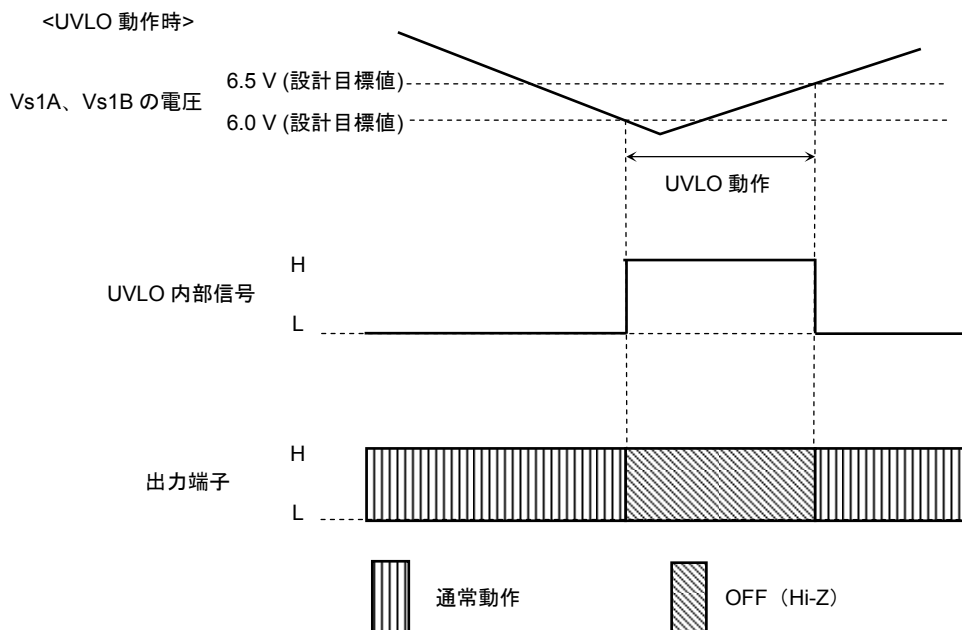 <UVLO 動作時>
6.5 V (設計目標値)
Vs1A、Vs1B の電圧
6.0 V (設計目標値)
UVLO 動作
H
UVLO 内部信号
L
H
出力端子
L
通常動作
OFF（Hi-Z）